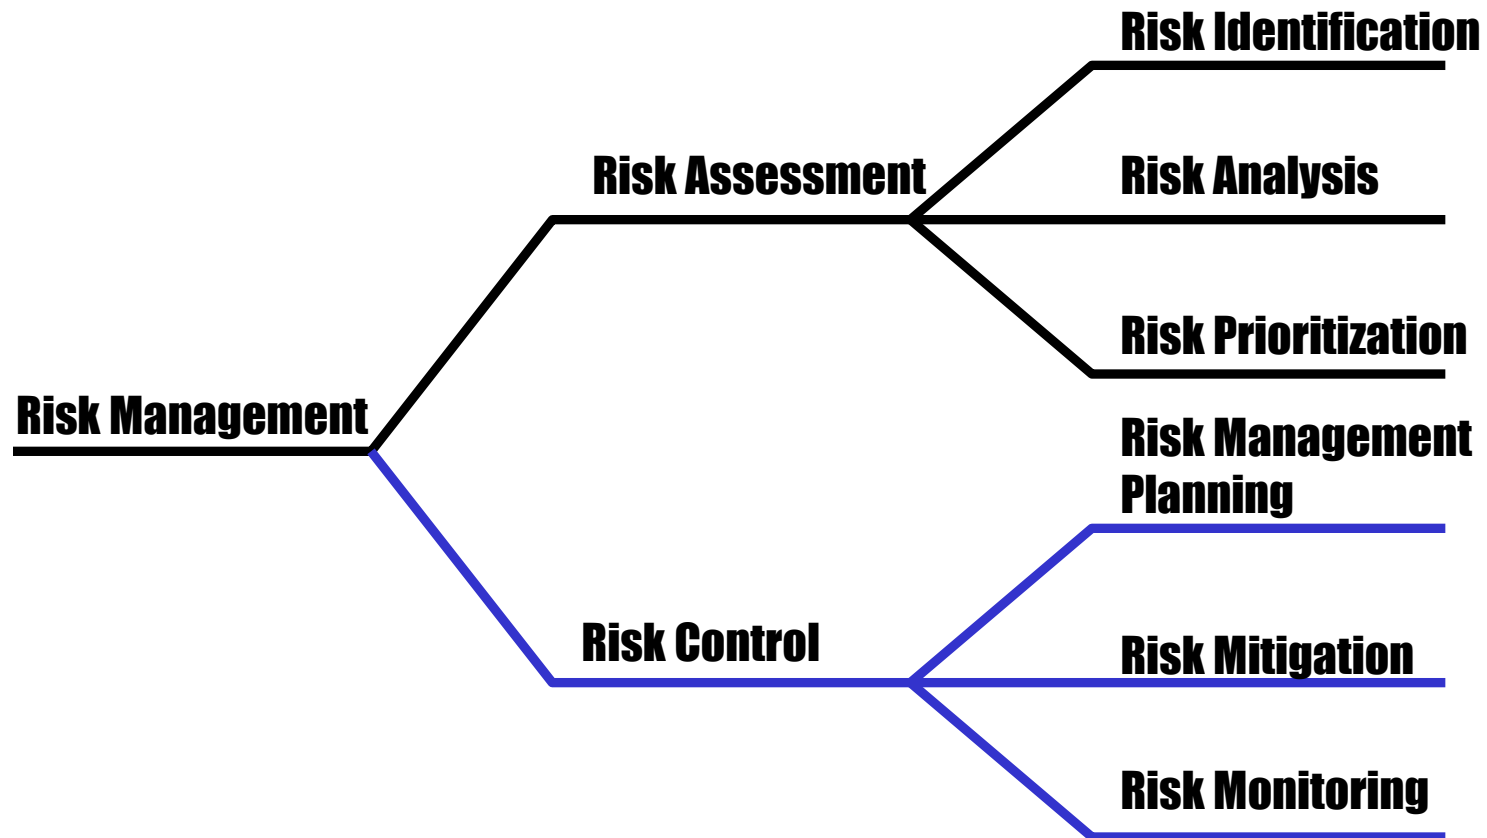 Risk Identification
Risk Assessment
Risk Analysis
Risk Prioritization
Risk Management
Risk Management
Planning
Risk Control
Risk Mitigation
Risk Monitoring